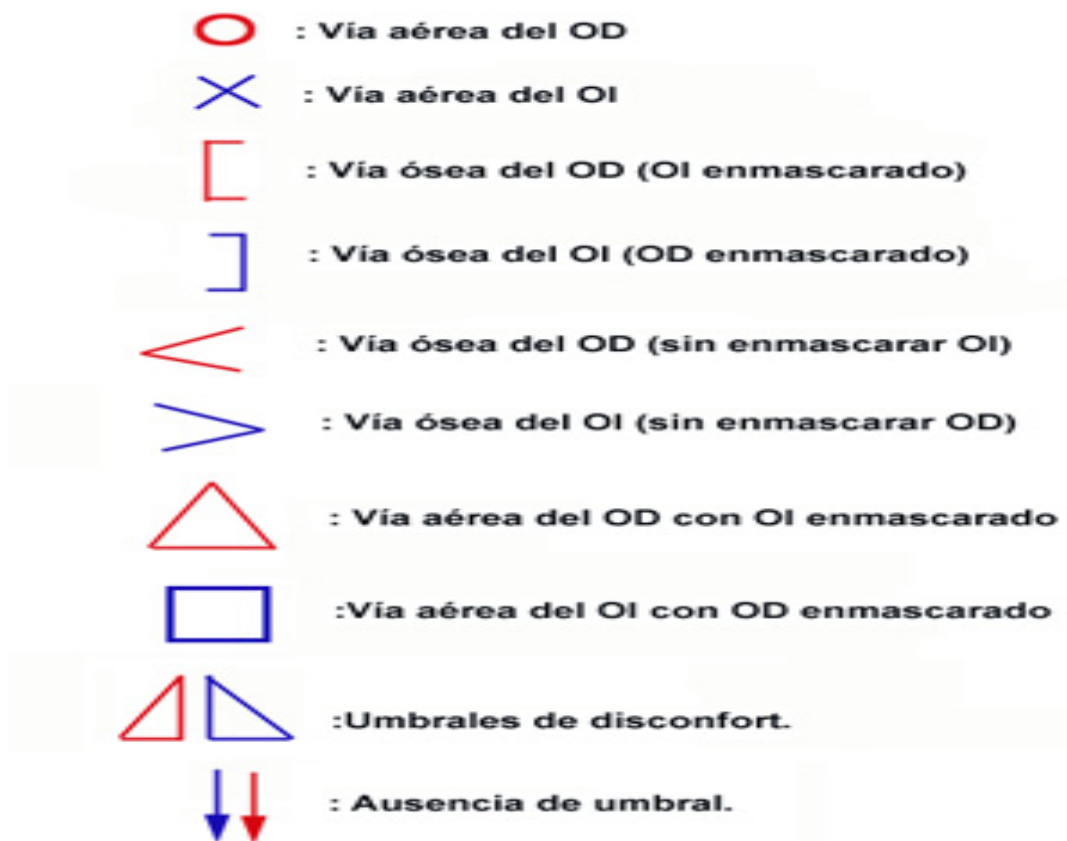 : Vía aérea del OD
: Vía aérea del OI
: Vía ósea del OD (OI enmascarado)
: Vía ósea del OI (OD enmascarado)
: Vía ósea del OD (sin enmascarar OI)
: Vía ósea del OI (sin enmascarar OD)
: Vía aérea del OD con OI enmascarado
:Vía aérea del OI con OD enmascarado
:Umbrales de disconfort.
: Ausencia de umbral.